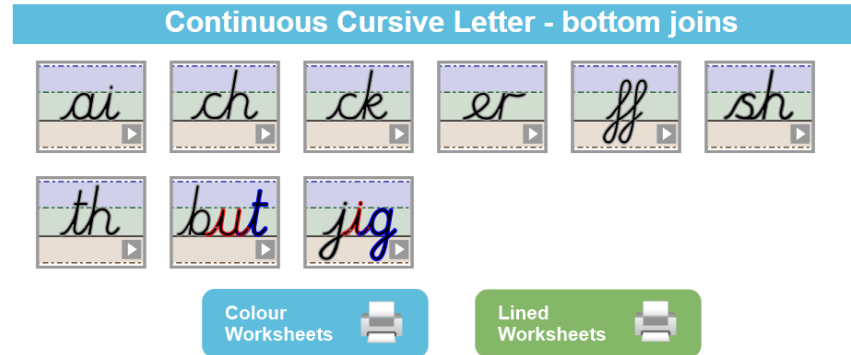 Continuous Cursive Letter - bottom joins
ai ch ck er ff sh
th but jig
Colour
Worksheets
Lined
Worksheets